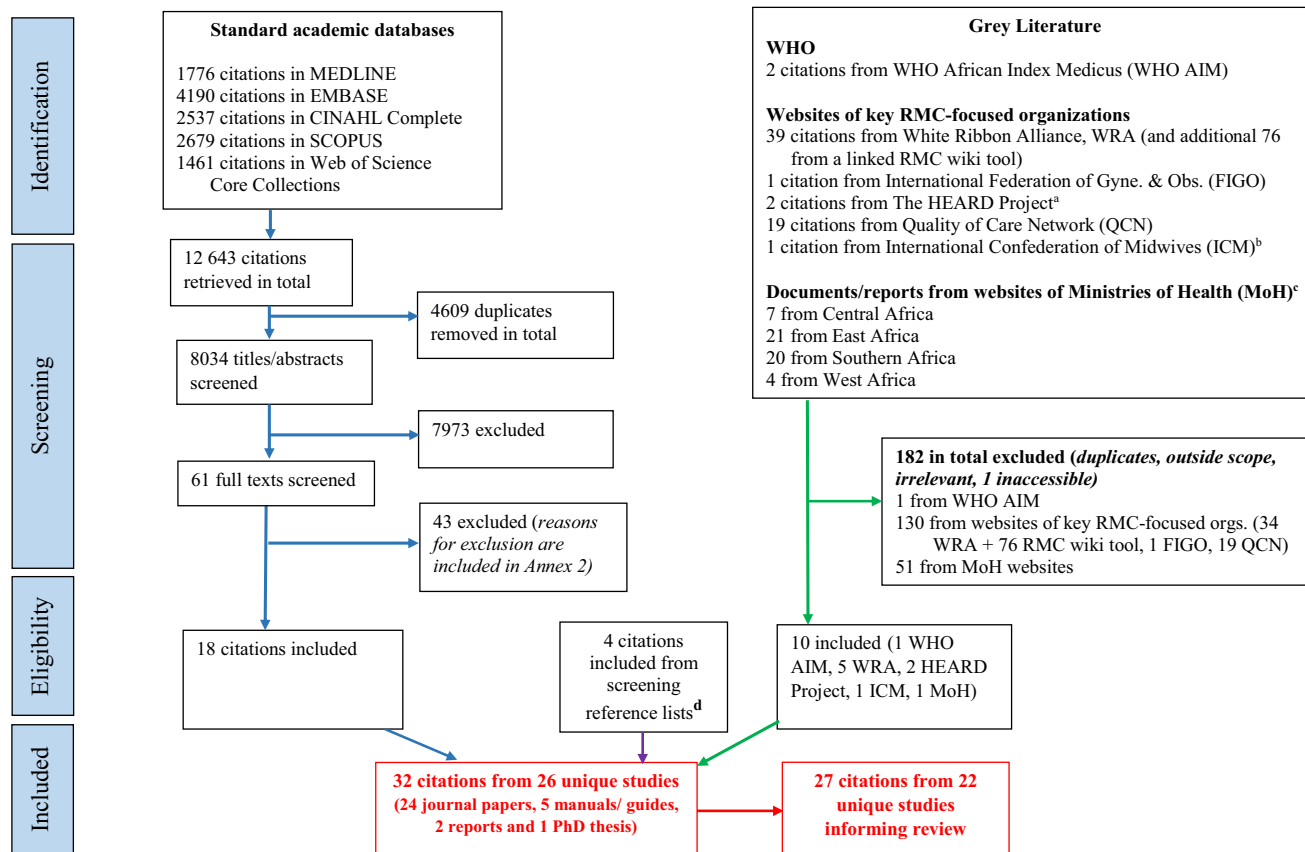 Identification
Screening
Eligibility
Included
Standard academic databases
1776 citations in MEDLINE
4190 citations in EMBASE
2537 citations in CINAHL Complete
2679 citations in SCOPUS
1461 citations in Web of Science
Core Collections
12 643 citations
retrieved in total
4609 duplicates
removed in total
8034 titles/abstracts
screened
7973 excluded
61 full texts screened
43 excluded (reasons
for exclusion are
included in Annex 2)
18 citations included
4 citations
included from
screening
reference lists^d
Grey Literature
WHO
2 citations from WHO African Index Medicus (WHO AIM)
Websites of key RMC-focused organizations
39 citations from White Ribbon Alliance, WRA (and additional 76
from a linked RMC wiki tool)
1 citation from International Federation of Gyne. & Obs. (FIGO)
2 citations from The HEARD Project^a
19 citations from Quality of Care Network (QCN)
1 citation from International Confederation of Midwives (ICM)^b
Documents/reports from websites of Ministries of Health (MoH)^c
7 from Central Africa
21 from East Africa
20 from Southern Africa
4 from West Africa
182 in total excluded (duplicates, outside scope,
irrelevant, 1 inaccessible)
1 from WHO AIM
130 from websites of key RMC-focused orgs. (34
WRA + 76 RMC wiki tool, 1 FIGO, 19 QCN)
51 from MoH websites
10 included (1 WHO
AIM, 5 WRA, 2 HEARD
Project, 1 ICM, 1 MoH)
32 citations from 26 unique studies
(24 journal papers, 5 manuals/ guides,
2 reports and 1 PhD thesis)
27 citations from 22
unique studies
informing review